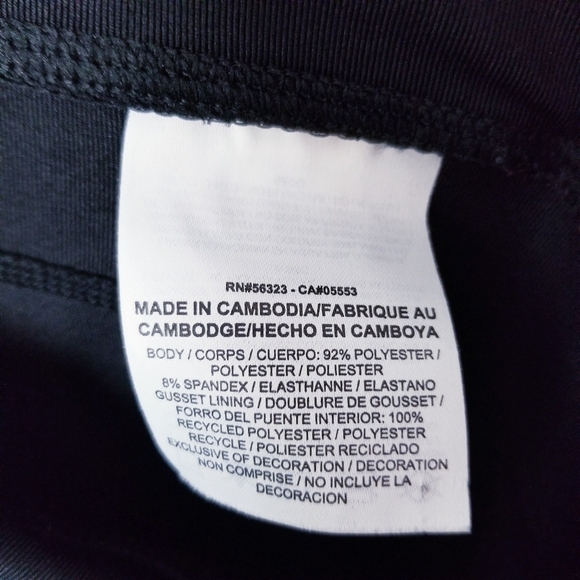 RN#56323 - CA#05553
MADE IN CAMBODIA/FABRIQUE AU
CAMBODGE/HECHO EN CAMBOYA
BODY / CORPS / CUERPO: 92% POLYESTER /
POLYESTER / POLIESTER
8% SPANDEX / ELASTHANNE / ELASTANO
GUSSET LINING / DOUBLURE DE GOUSSET /
FORRO DEL PUENTE INTERIOR: 100%
RECYCLED POLYESTER / POLYESTER
RECYCLE / POLIESTER RECICLADO
EXCLUSIVE OF DECORATION / DECORATION
NON COMPRISE / NO INCLUYE LA
DECORACION